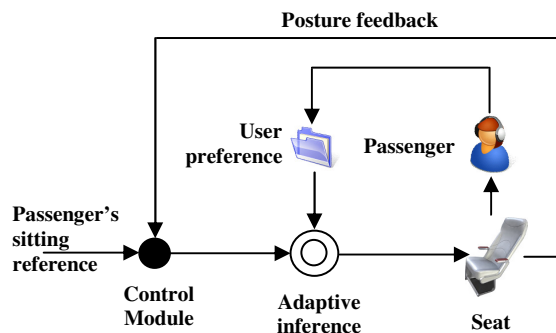 Posture feedback
User
preference
Passenger
Passenger's
sitting
reference
Control
Module
Adaptive
inference
Seat